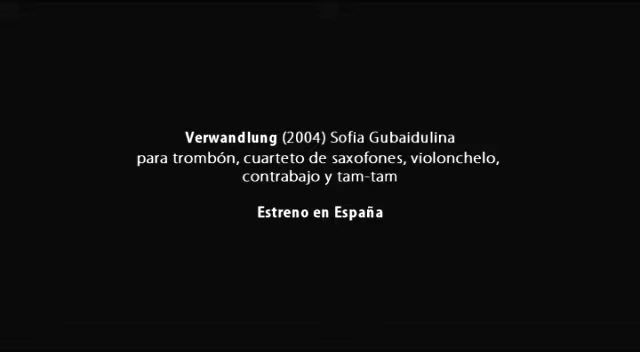 Verwandlung (2004) Sofia Gubaidulina
para trombón, cuarteto de saxofones, violonchelo,
contrabajo y tam-tam
Estreno en España